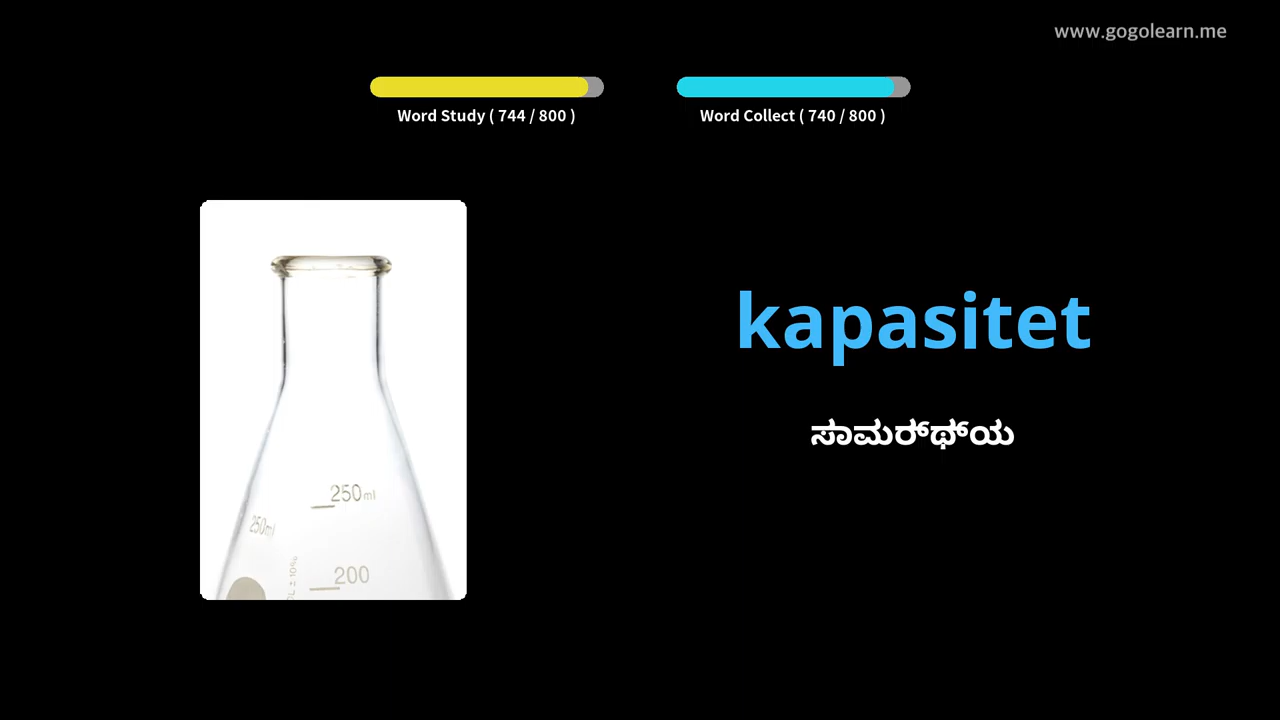 www.gogolearn.me
Word Study ( 744 / 800 )
Word Collect ( 740 / 800 )
kapasitet
ಸಾಮರ್ಥ್ಯ
250ml
250ml
200